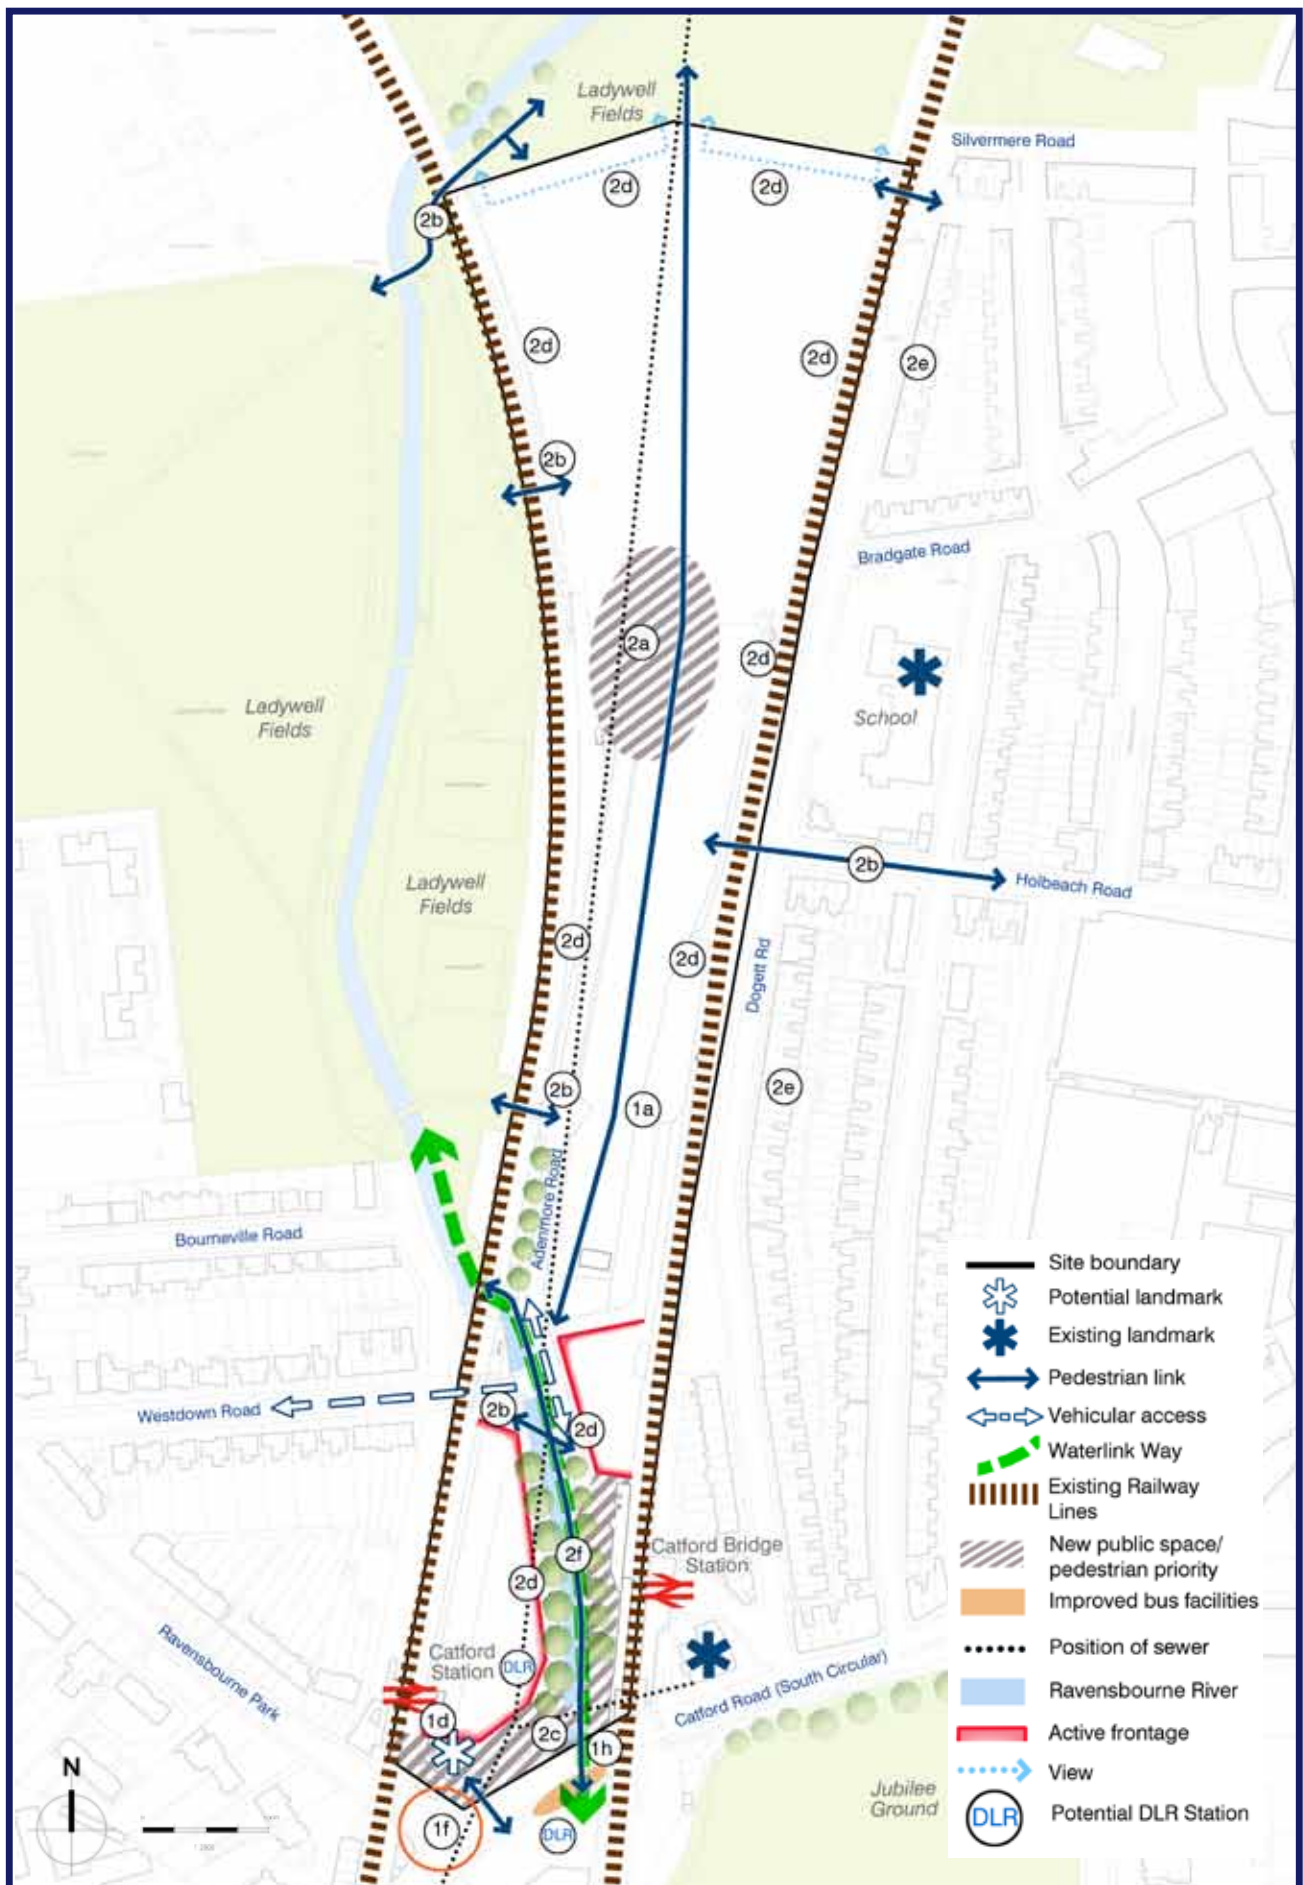 Ladywell
Fields
Silvermere Road
2d
2d
2b
2d
2d
2e
2b
Bradgate Road
2a
2d
School
Ladywell
Fields
2b
Holbeach Road
Ladywell
Fields
2d
2d
Dogett Rd
2b
2e
1a
Adenmore Road
Bourneville Road
Westdown Road
2b
2d
2f
Catford Bridge
Station
2d
Ravensbourne Park
Catford
Station
DLR
Catford Road (South Circular)
1d
2c
1h
1f
DLR
Jubilee
Ground
N
Site boundary
Potential landmark
Existing landmark
Pedestrian link
Vehicular access
Waterlink Way
Existing Railway
Lines
New public space/
pedestrian priority
Improved bus facilities
Position of sewer
Ravensbourne River
Active frontage
View
DLR
Potential DLR Station